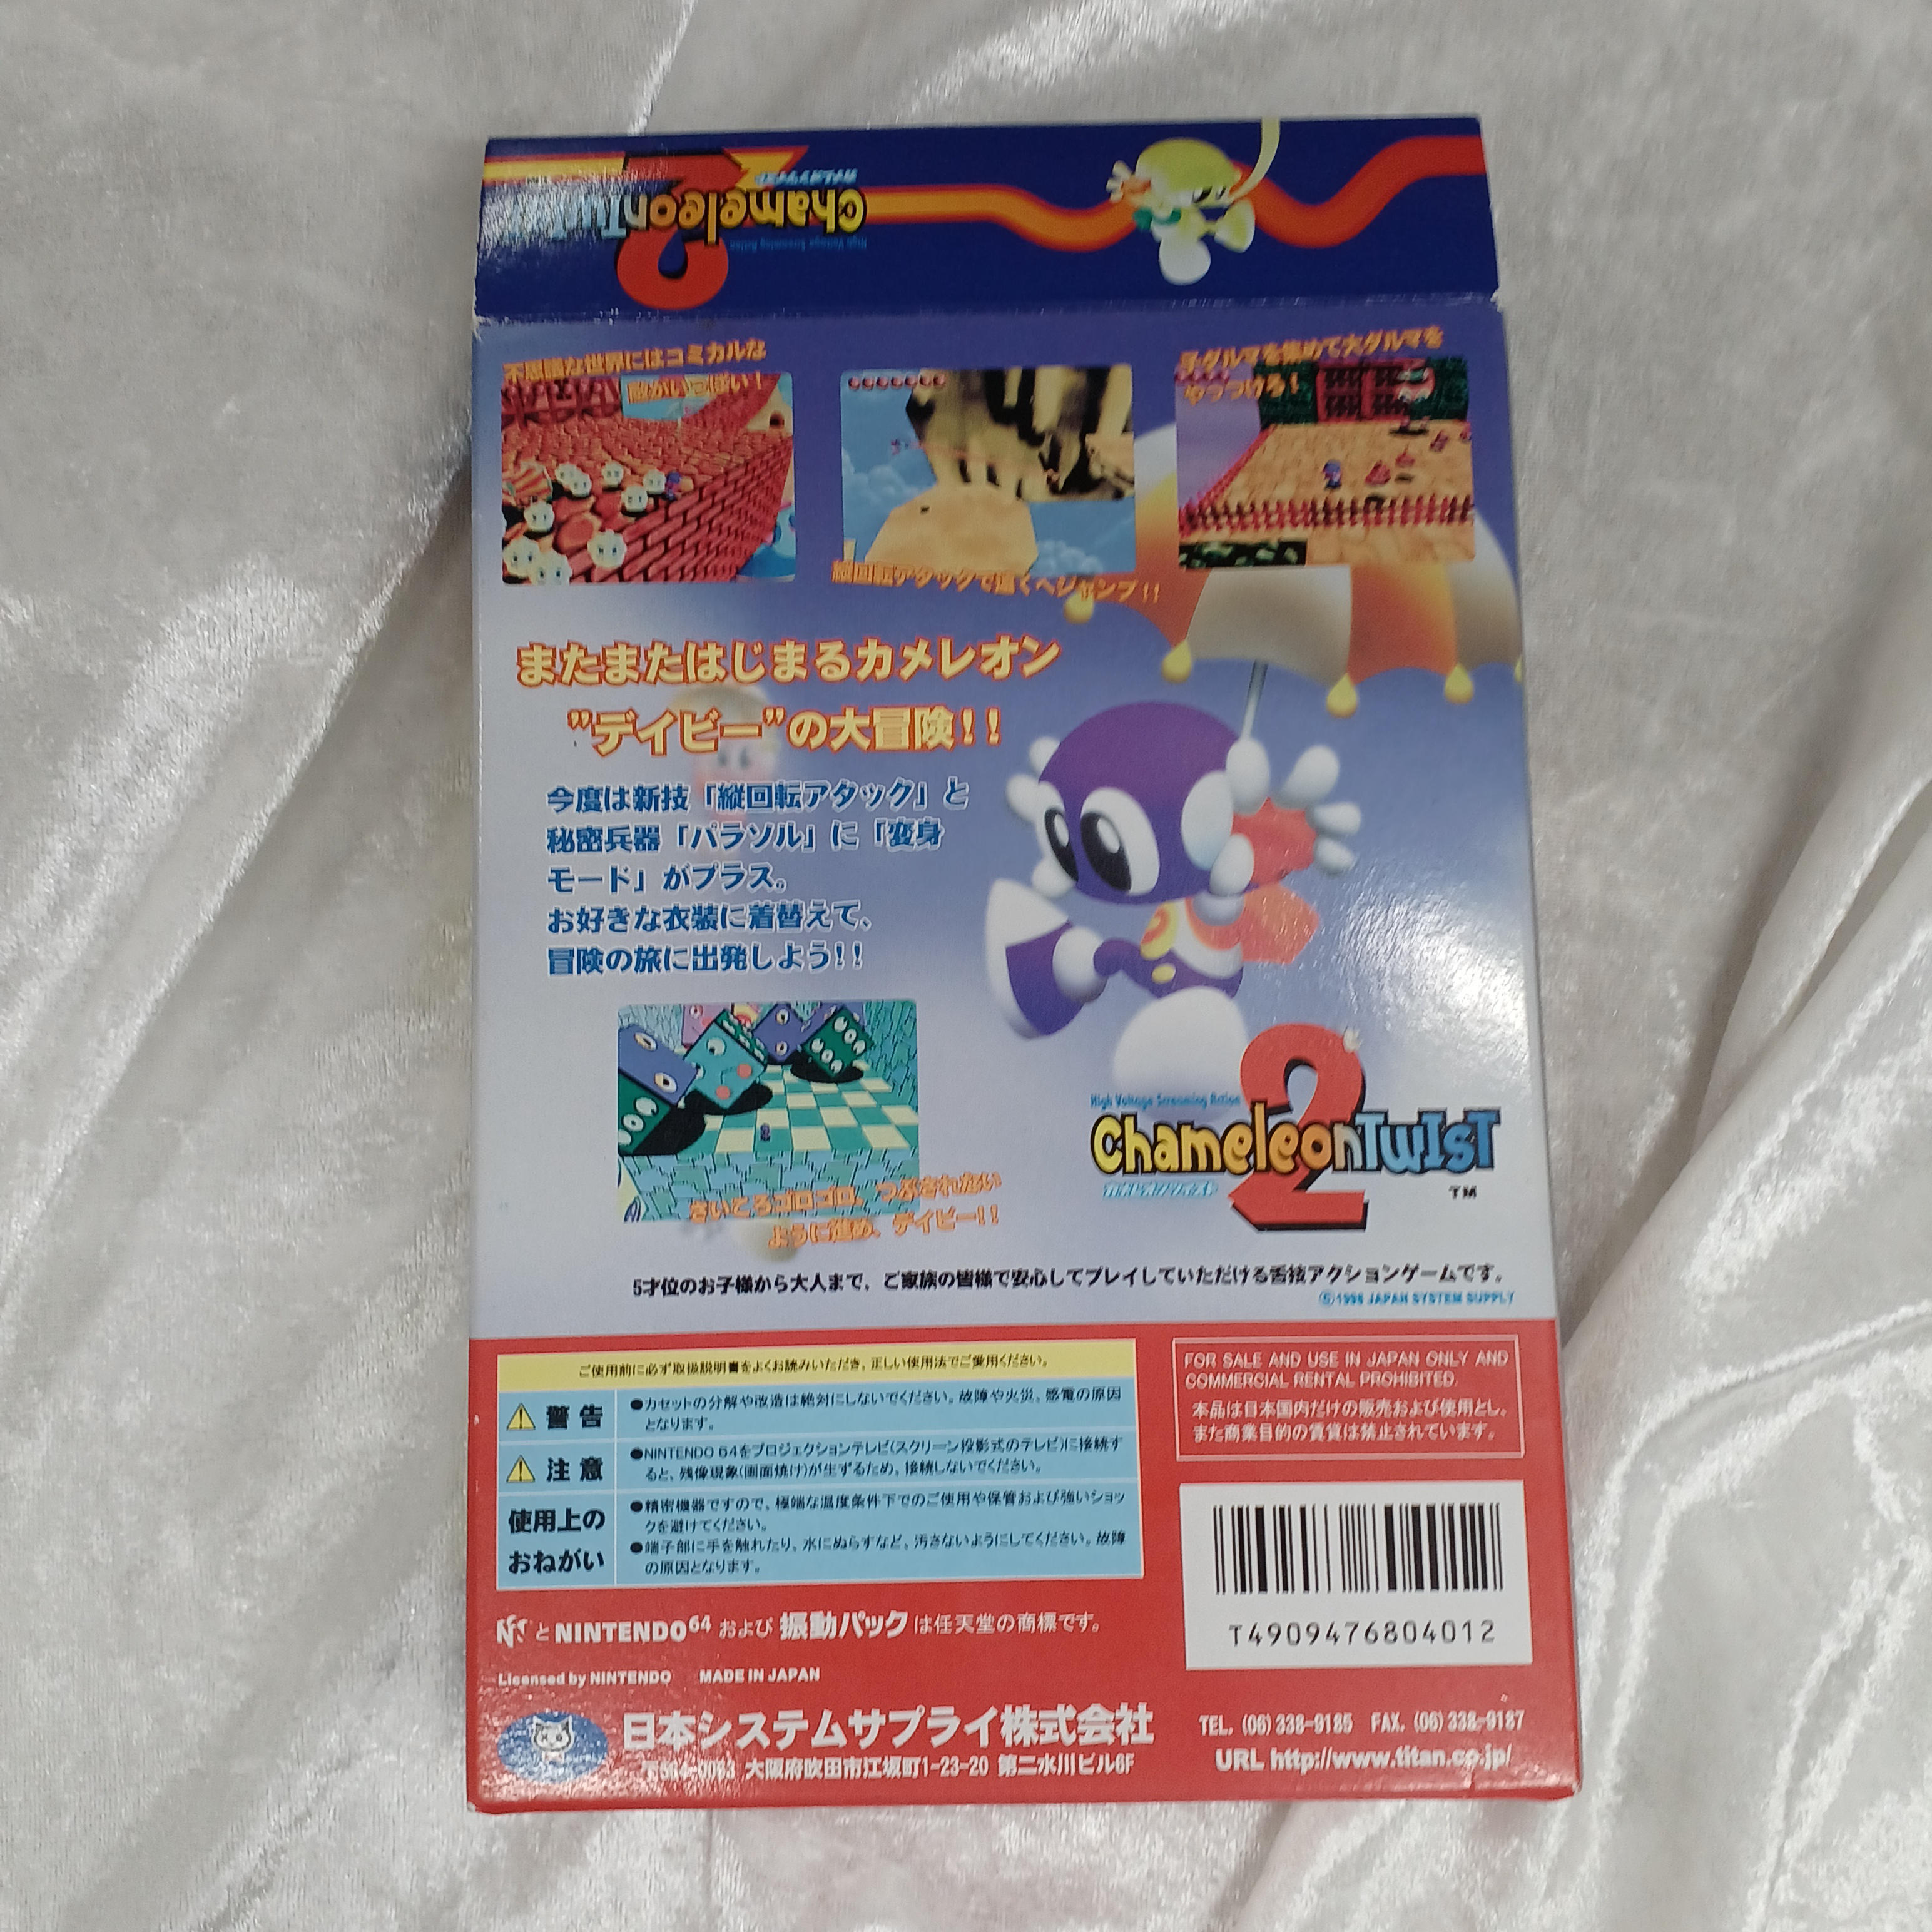 High Voltage Screaming Action
ChameleonTwist 2
カメレオンツイスト
不思議な世界にはコミカルな
敵がいっぱい!
子ダルマを集めて大ダルマを
やっつけろ!
縦回転アタックで遠くへジャンプ!!
またまたはじまるカメレオン
”デイビー”の大冒険!!
今度は新技「縦回転アタック」と
秘密兵器「パラソル」に「変身
モード」がプラス。
お好きな衣装に着替えて、
冒険の旅に出発しよう!!
High Voltage Screaming Action
ChameleonTwist 2
カメレオンツイスト
TM
さいころゴロゴロ、つぶされない
ように進め、デイビー!!
5才位のお子様から大人まで、ご家族の皆様で安心してプレイしていただける舌技アクションゲームです。
©1998 JAPAN SYSTEM SUPPLY
ご使用前に必ず取扱説明書をよくお読みいただき、正しい使用法でご愛用ください。
警告
●カセットの分解や改造は絶対にしないでください。故障や火災、感電の原因
となります。
注意
●NINTENDO 64をプロジェクションテレビ(スクリーン投影式のテレビ)に接続す
ると、残像現象(画面焼け)が生ずるため、接続しないでください。
使用上の
おねがい
●精密機器ですので、極端な温度条件下でのご使用や保管および強いショッ
クを避けてください。
●端子部に手を触れたり、水にぬらすなど、汚さないようにしてください。故障
の原因となります。
FOR SALE AND USE IN JAPAN ONLY AND
COMMERCIAL RENTAL PROHIBITED.
本品は日本国内だけの販売および使用とし、
また商業目的の賃貸は禁止されています。
T4909476804012
とNINTENDO64 および 振動パック は任天堂の商標です。
Licensed by NINTENDO MADE IN JAPAN
日本システムサプライ株式会社
〒564-0063 大阪府吹田市江坂町1-23-20 第二水川ビル6F
TEL. (06) 338-9185 FAX. (06) 338-9187
URL http://www.titan.co.jp/